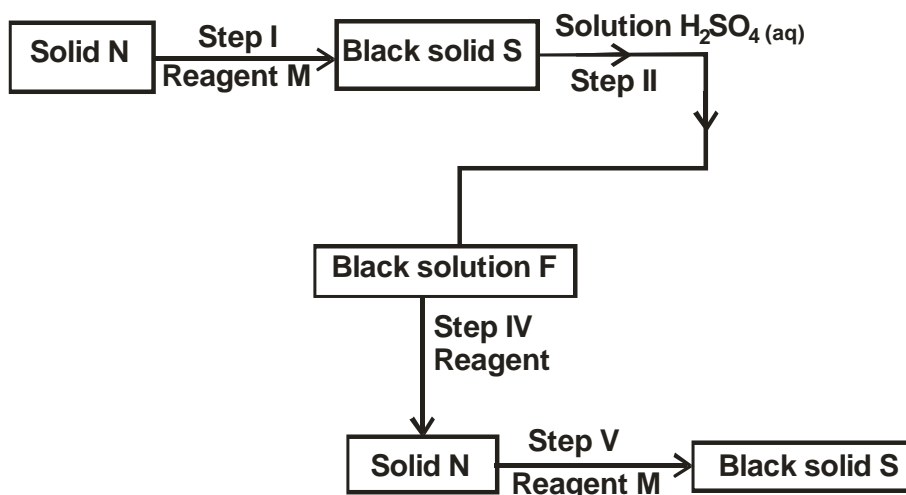 Solid N
Step I
Reagent M
Black solid S
Solution H₂SO₄ (aq)
Step II
Black solution F
Step IV
Reagent
Solid N
Step V
Reagent M
Black solid S